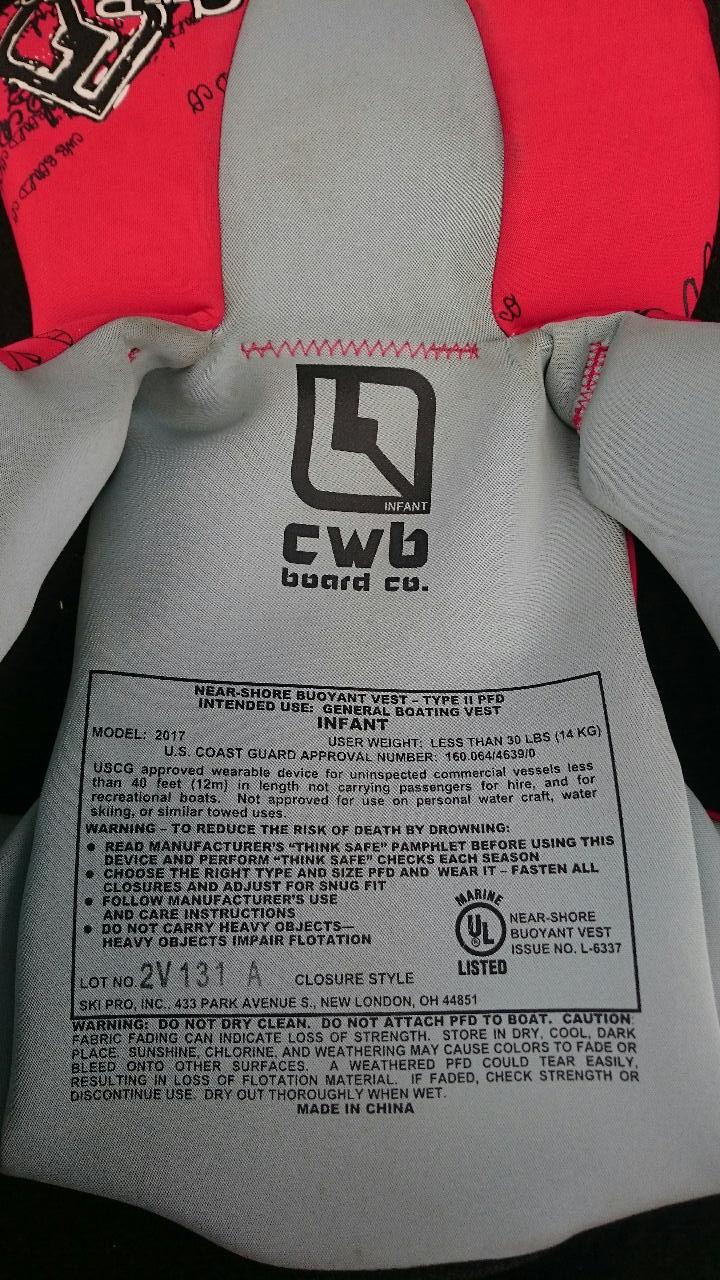 CWB BOARD CO
INFANT
cwb
board co.
NEAR-SHORE BUOYANT VEST – TYPE II PFD
INTENDED USE: GENERAL BOATING VEST
INFANT
MODEL: 2017 USER WEIGHT: LESS THAN 30 LBS (14 KG)
U.S. COAST GUARD APPROVAL NUMBER: 160.064/4639/0
USCG approved wearable device for uninspected commercial vessels less
than 40 feet (12m) in length not carrying passengers for hire, and for
recreational boats. Not approved for use on personal water craft, water
skiing, or similar towed uses.
WARNING – TO REDUCE THE RISK OF DEATH BY DROWNING:
● READ MANUFACTURER'S "THINK SAFE" PAMPHLET BEFORE USING THIS
DEVICE AND PERFORM "THINK SAFE" CHECKS EACH SEASON
● CHOOSE THE RIGHT TYPE AND SIZE PFD AND WEAR IT – FASTEN ALL
CLOSURES AND ADJUST FOR SNUG FIT
● FOLLOW MANUFACTURER'S USE
AND CARE INSTRUCTIONS
● DO NOT CARRY HEAVY OBJECTS—
HEAVY OBJECTS IMPAIR FLOTATION
MARINE
UL®
LISTED
NEAR-SHORE
BUOYANT VEST
ISSUE NO. L-6337
LOT NO. 2V131 A CLOSURE STYLE
SKI PRO, INC., 433 PARK AVENUE S., NEW LONDON, OH 44851
WARNING: DO NOT DRY CLEAN. DO NOT ATTACH PFD TO BOAT. CAUTION:
FABRIC FADING CAN INDICATE LOSS OF STRENGTH. STORE IN DRY, COOL, DARK
PLACE. SUNSHINE, CHLORINE, AND WEATHERING MAY CAUSE COLORS TO FADE OR
BLEED ONTO OTHER SURFACES. A WEATHERED PFD COULD TEAR EASILY,
RESULTING IN LOSS OF FLOTATION MATERIAL. IF FADED, CHECK STRENGTH OR
DISCONTINUE USE. DRY OUT THOROUGHLY WHEN WET.
MADE IN CHINA